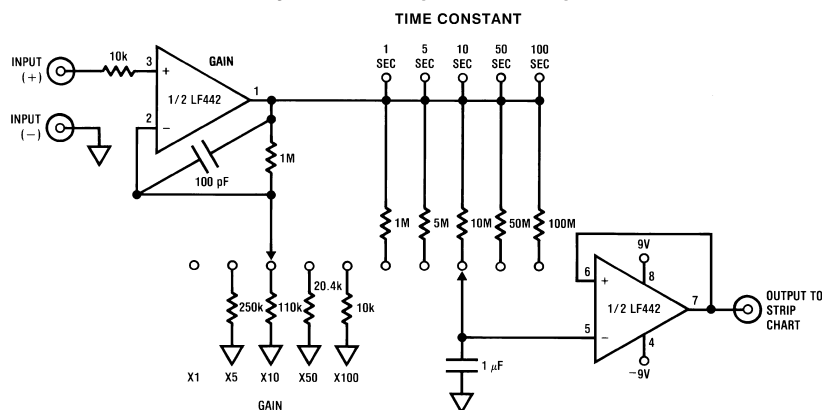 TIME CONSTANT
1 SEC
5 SEC
10 SEC
50 SEC
100 SEC
INPUT (+)
10k
3
+
GAIN
1/2 LF442
1
2
−
INPUT (−)
100 pF
1M
1M
5M
10M
50M
100M
250k
110k
20.4k
10k
X1
X5
X10
X50
X100
GAIN
9V
8
6
+
1/2 LF442
7
5
−
4
−9V
1 μF
OUTPUT TO
STRIP
CHART